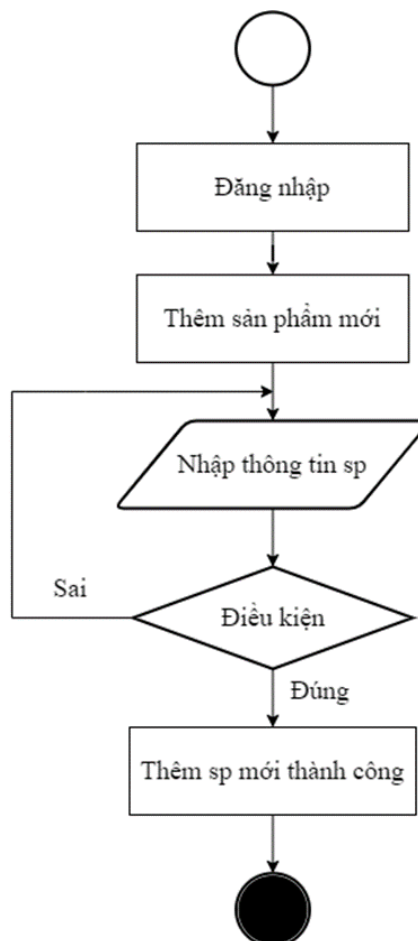 Đăng nhập
Thêm sản phẩm mới
Nhập thông tin sp
Điều kiện
Sai
Đúng
Thêm sp mới thành công